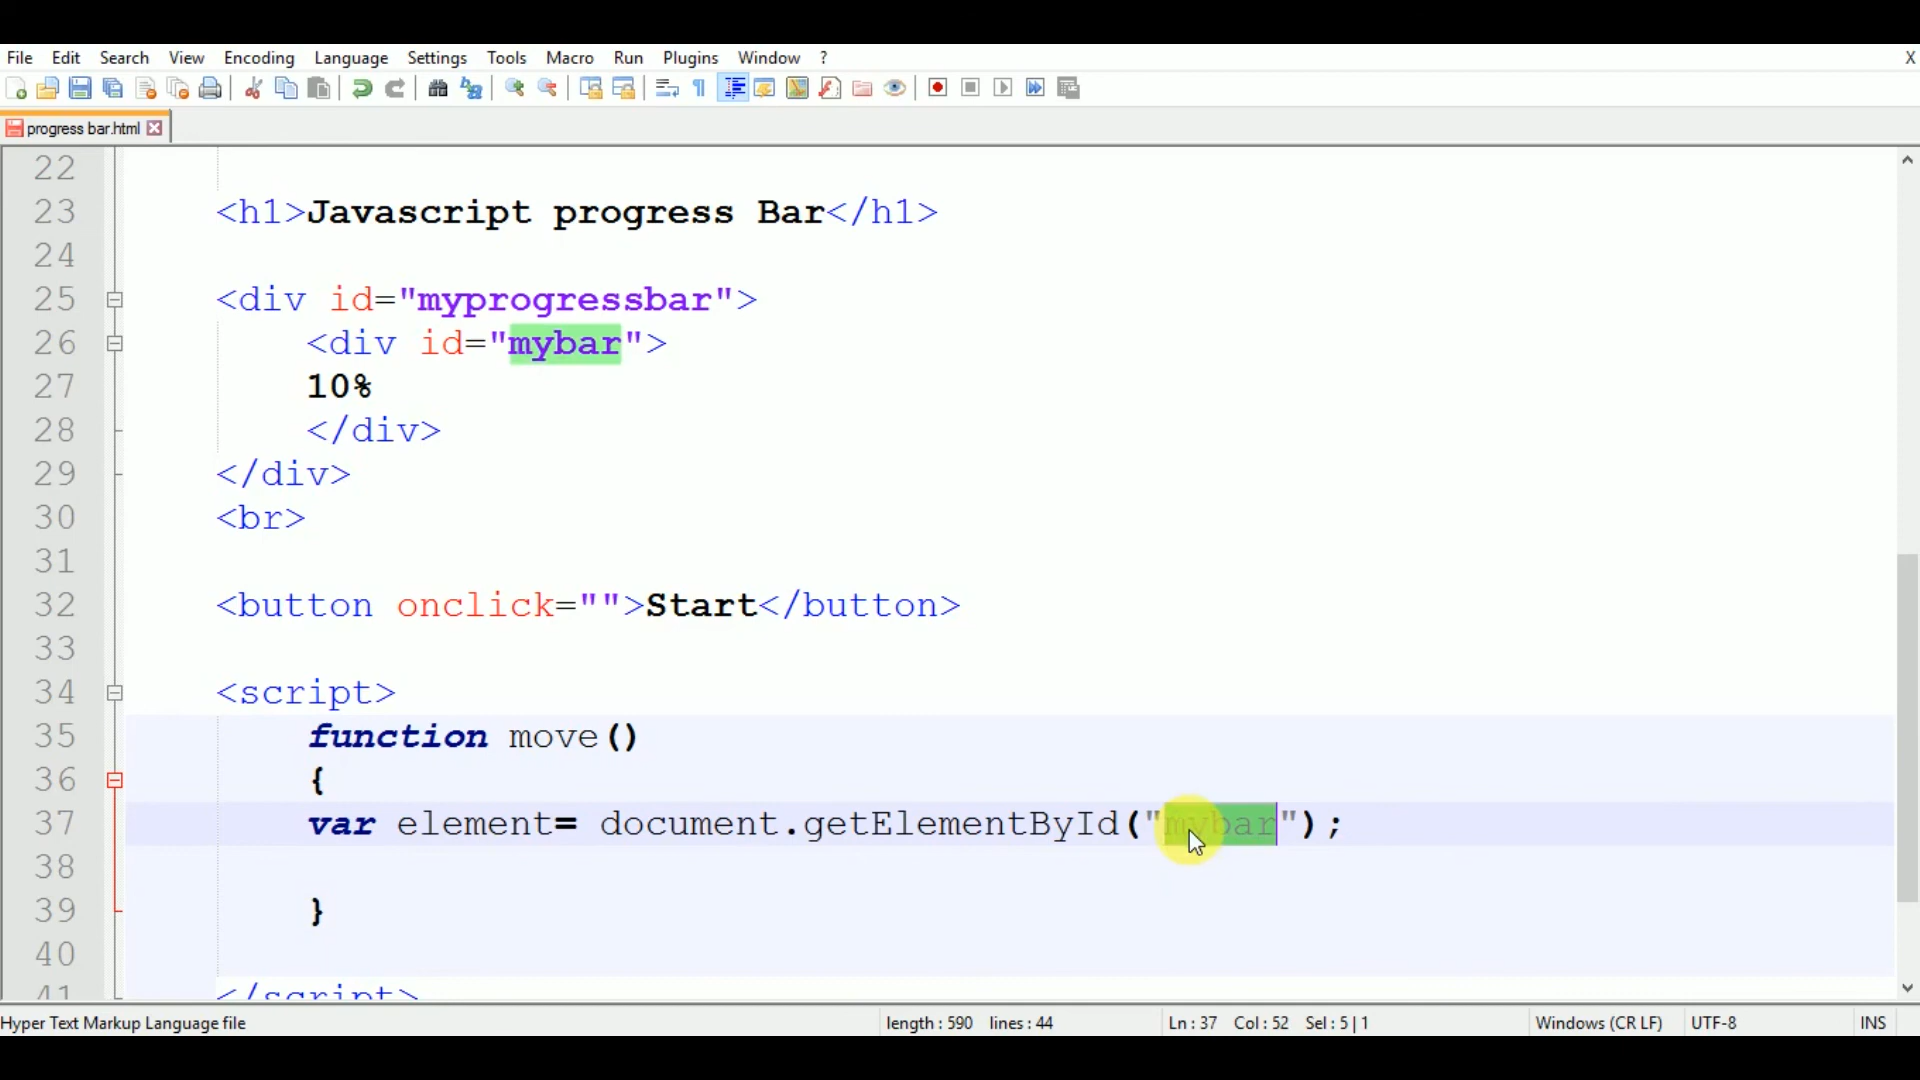 File Edit Search View Encoding Language Settings Tools Macro Run Plugins Window ? X
progress bar.html
22
23 <h1>Javascript progress Bar</h1>
24
25 <div id="myprogressbar">
26 <div id="mybar">
27 10%
28 </div>
29 </div>
30 <br>
31
32 <button onclick="">Start</button>
33
34 <script>
35 function move()
36 {
37 var element= document.getElementById("mybar");
38
39 }
40
41 </script>
Hyper Text Markup Language file length : 590 lines : 44 Ln : 37 Col : 52 Sel : 5 | 1 Windows (CR LF) UTF-8 INS